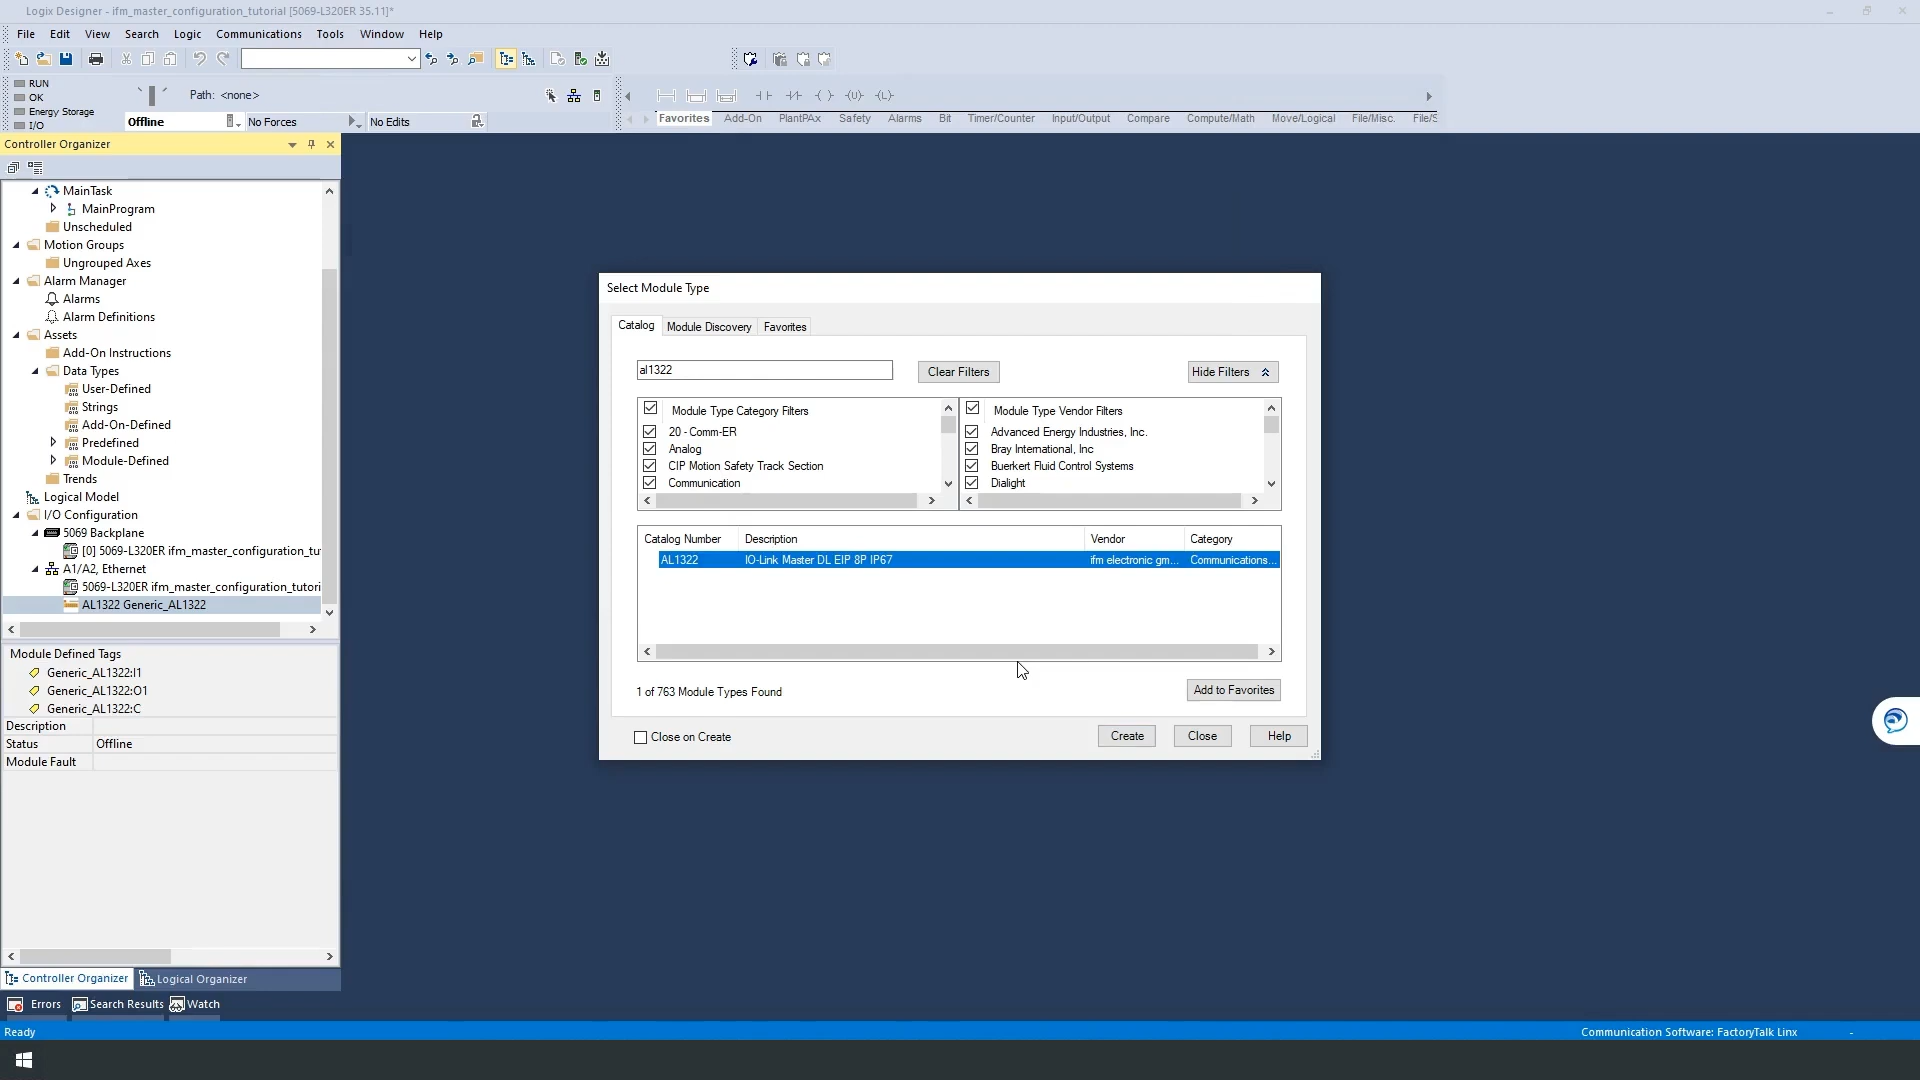 Logix Designer - ifm_master_configuration_tutorial [5069-L320ER 35.11]*
File Edit View Search Logic Communications Tools Window Help
RUN
OK
Energy Storage
I/O
Path: <none>
Offline No Forces No Edits
Favorites Add-On PlantPAx Safety Alarms Bit Timer/Counter Input/Output Compare Compute/Math Move/Logical File/Misc. File/S
Controller Organizer
MainTask
MainProgram
Unscheduled
Motion Groups
Ungrouped Axes
Alarm Manager
Alarms
Alarm Definitions
Assets
Add-On Instructions
Data Types
User-Defined
Strings
Add-On-Defined
Predefined
Module-Defined
Trends
Logical Model
I/O Configuration
5069 Backplane
[0] 5069-L320ER ifm_master_configuration_tu
A1/A2, Ethernet
5069-L320ER ifm_master_configuration_tutori
AL1322 Generic_AL1322
Module Defined Tags
Generic_AL1322:I1
Generic_AL1322:O1
Generic_AL1322:C
Description
Status Offline
Module Fault
Controller Organizer Logical Organizer
Errors Search Results Watch
Ready
Communication Software: FactoryTalk Linx -
Select Module Type
Catalog Module Discovery Favorites
al1322 Clear Filters Hide Filters
Module Type Category Filters
20 - Comm-ER
Analog
CIP Motion Safety Track Section
Communication
Module Type Vendor Filters
Advanced Energy Industries, Inc.
Bray International, Inc
Buerkert Fluid Control Systems
Dialight
Catalog Number Description Vendor Category
AL1322 IO-Link Master DL EIP 8P IP67 ifm electronic gm... Communications...
1 of 763 Module Types Found Add to Favorites
Close on Create Create Close Help